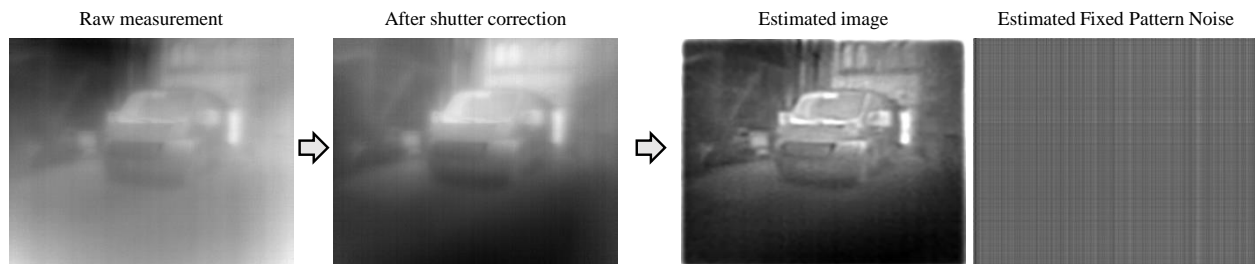 Raw measurement
After shutter correction
Estimated image
Estimated Fixed Pattern Noise